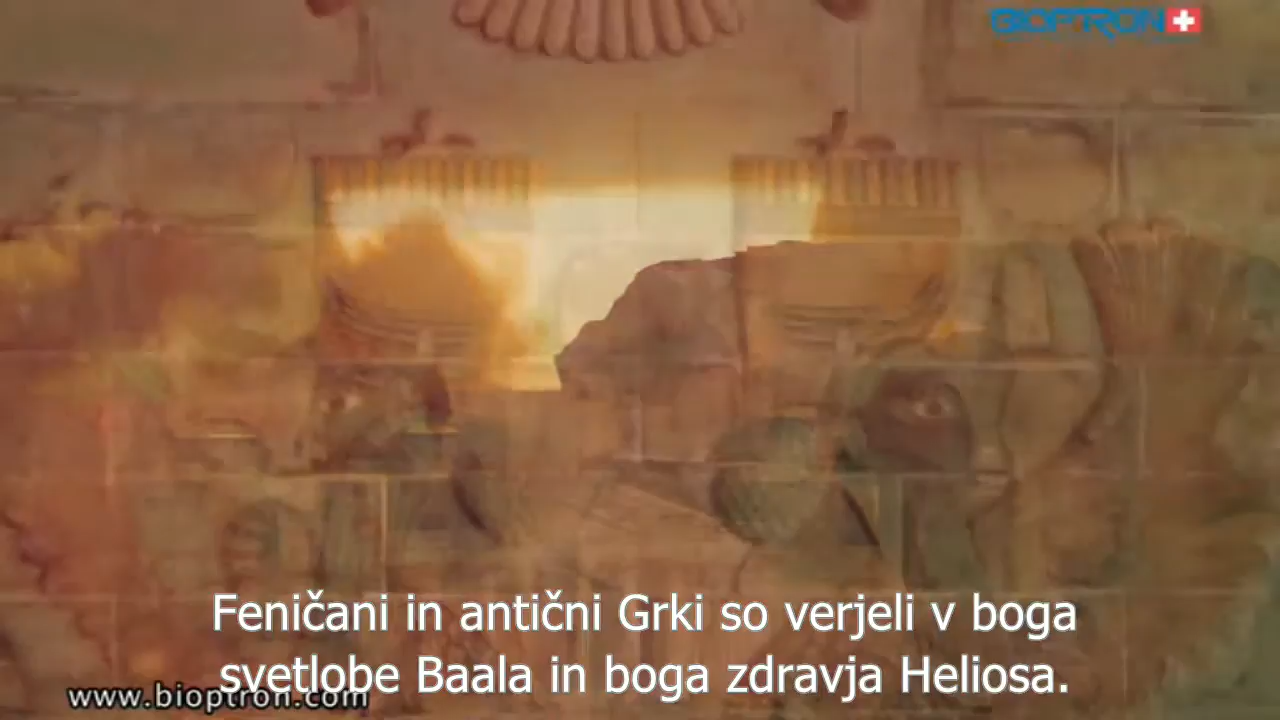 BIOPTRON
Feničani in antični Grki so verjeli v boga
svetlobe Baala in boga zdravja Heliosa.
www.bioptron.com